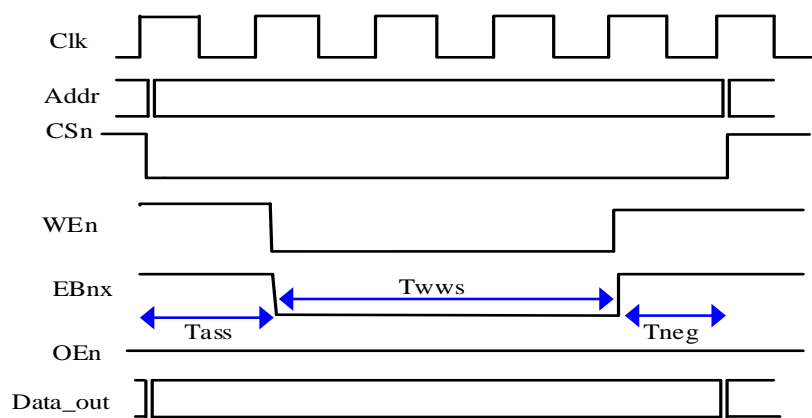 Clk
Addr
CSn
WEn
EBnx
Twws
Tass
Tneg
OEn
Data_out